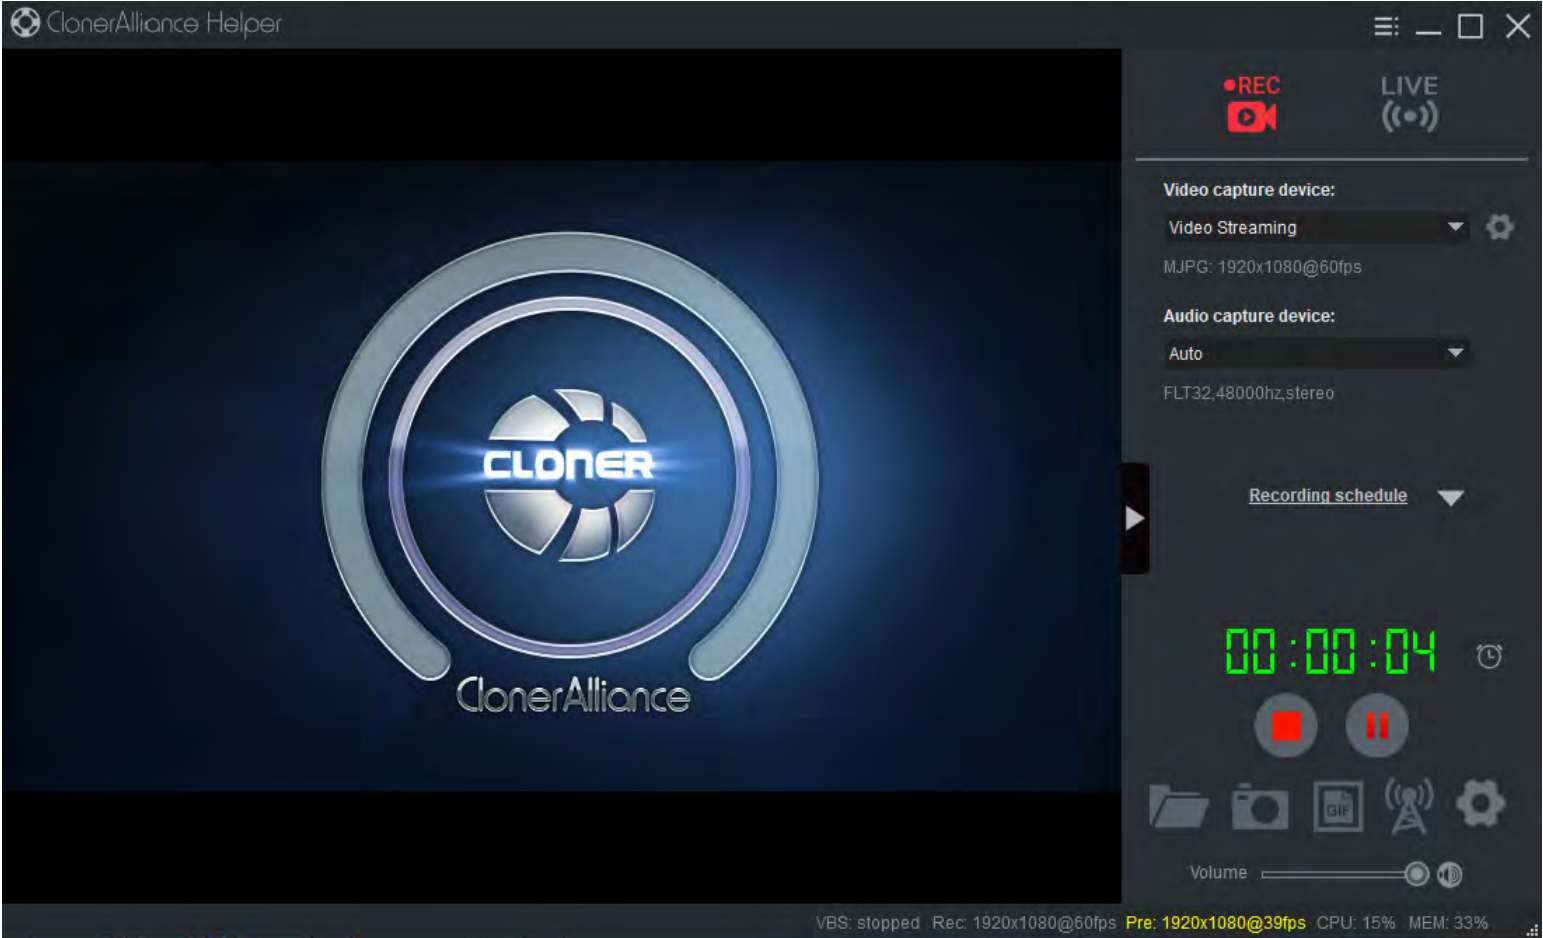 ClonerAlliance Helper
REC
LIVE
Video capture device:
Video Streaming
MJPG: 1920x1080@60fps
Audio capture device:
Auto
FLT32,48000hz,stereo
CLONER
ClonerAlliance
Recording schedule
00:00:04
GIF
Volume
VBS: stopped Rec: 1920x1080@60fps Pre: 1920x1080@39fps CPU: 15% MEM: 33%